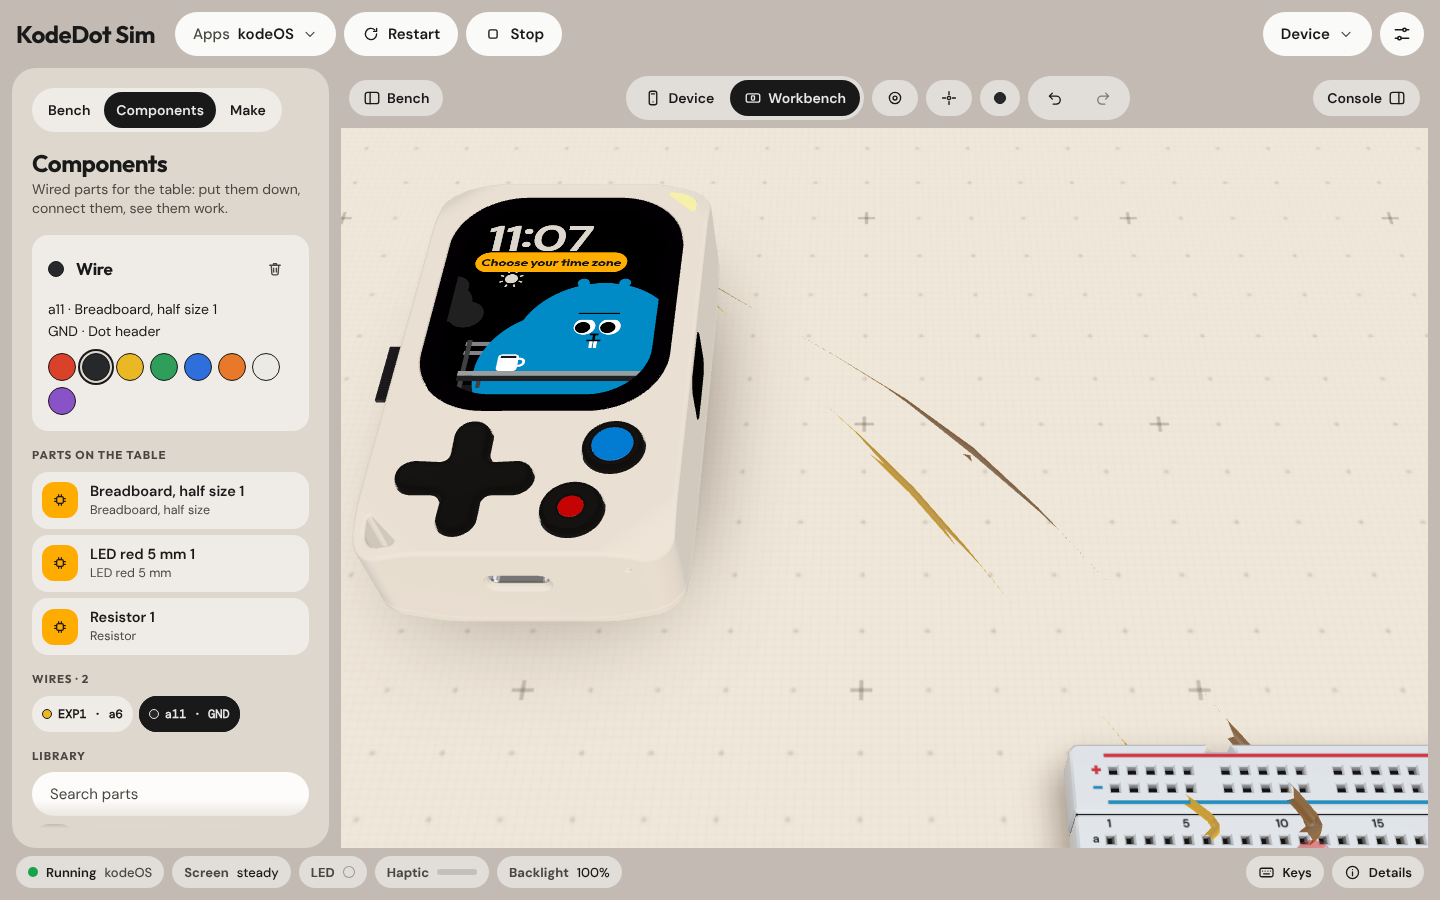 KodeDot Sim
Apps kodeOS
Restart
Stop
Device
Bench
Components
Make
Components
Wired parts for the table: put them down,
connect them, see them work.
Wire
a11 · Breadboard, half size 1
GND · Dot header
PARTS ON THE TABLE
Breadboard, half size 1
Breadboard, half size
LED red 5 mm 1
LED red 5 mm
Resistor 1
Resistor
WIRES · 2
EXP1 · a6
a11 · GND
LIBRARY
Search parts
Bench
Device
Workbench
Console
11:07
Choose your time zone
+
−
1 5 10 15
a
Running kodeOS
Screen steady
LED
Haptic
Backlight 100%
Keys
Details